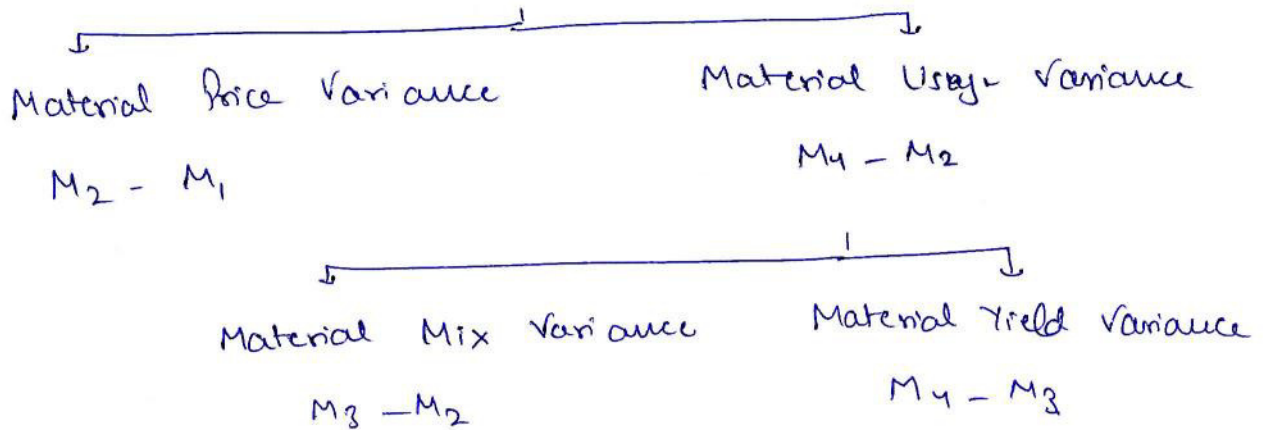 Material Price Variance Material Usage Variance
M2 - M1 M4 - M2
Material Mix Variance Material Yield Variance
M3 - M2 M4 - M3